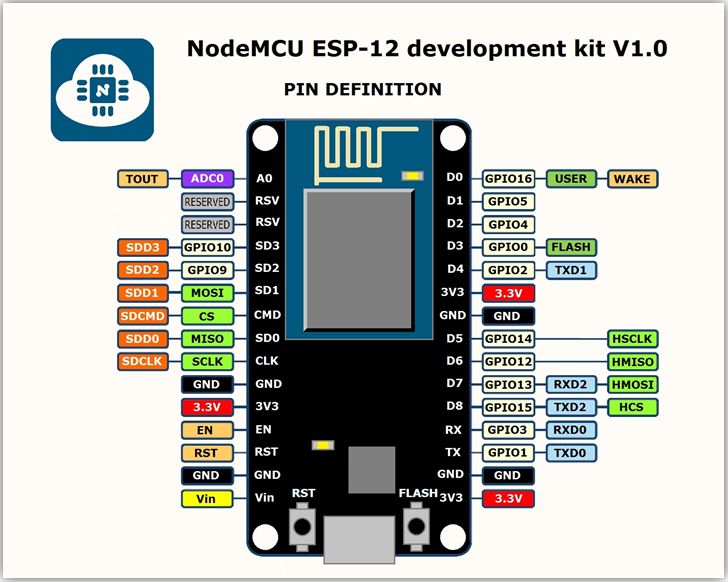 NodeMCU ESP-12 development kit V1.0
PIN DEFINITION
TOUT ADC0 A0 D0 GPIO16 USER WAKE
RESERVED RSV D1 GPIO5
RESERVED RSV D2 GPIO4
SDD3 GPIO10 SD3 D3 GPIO0 FLASH
SDD2 GPIO9 SD2 D4 GPIO2 TXD1
SDD1 MOSI SD1 3V3 3.3V
SDCMD CS CMD GND GND
SDD0 MISO SD0 D5 GPIO14 HSCLK
SDCLK SCLK CLK D6 GPIO12 HMISO
GND GND D7 GPIO13 RXD2 HMOSI
3.3V 3V3 D8 GPIO15 TXD2 HCS
EN EN RX GPIO3 RXD0
RST RST TX GPIO1 TXD0
GND GND GND GND
Vin Vin RST FLASH 3V3 3.3V